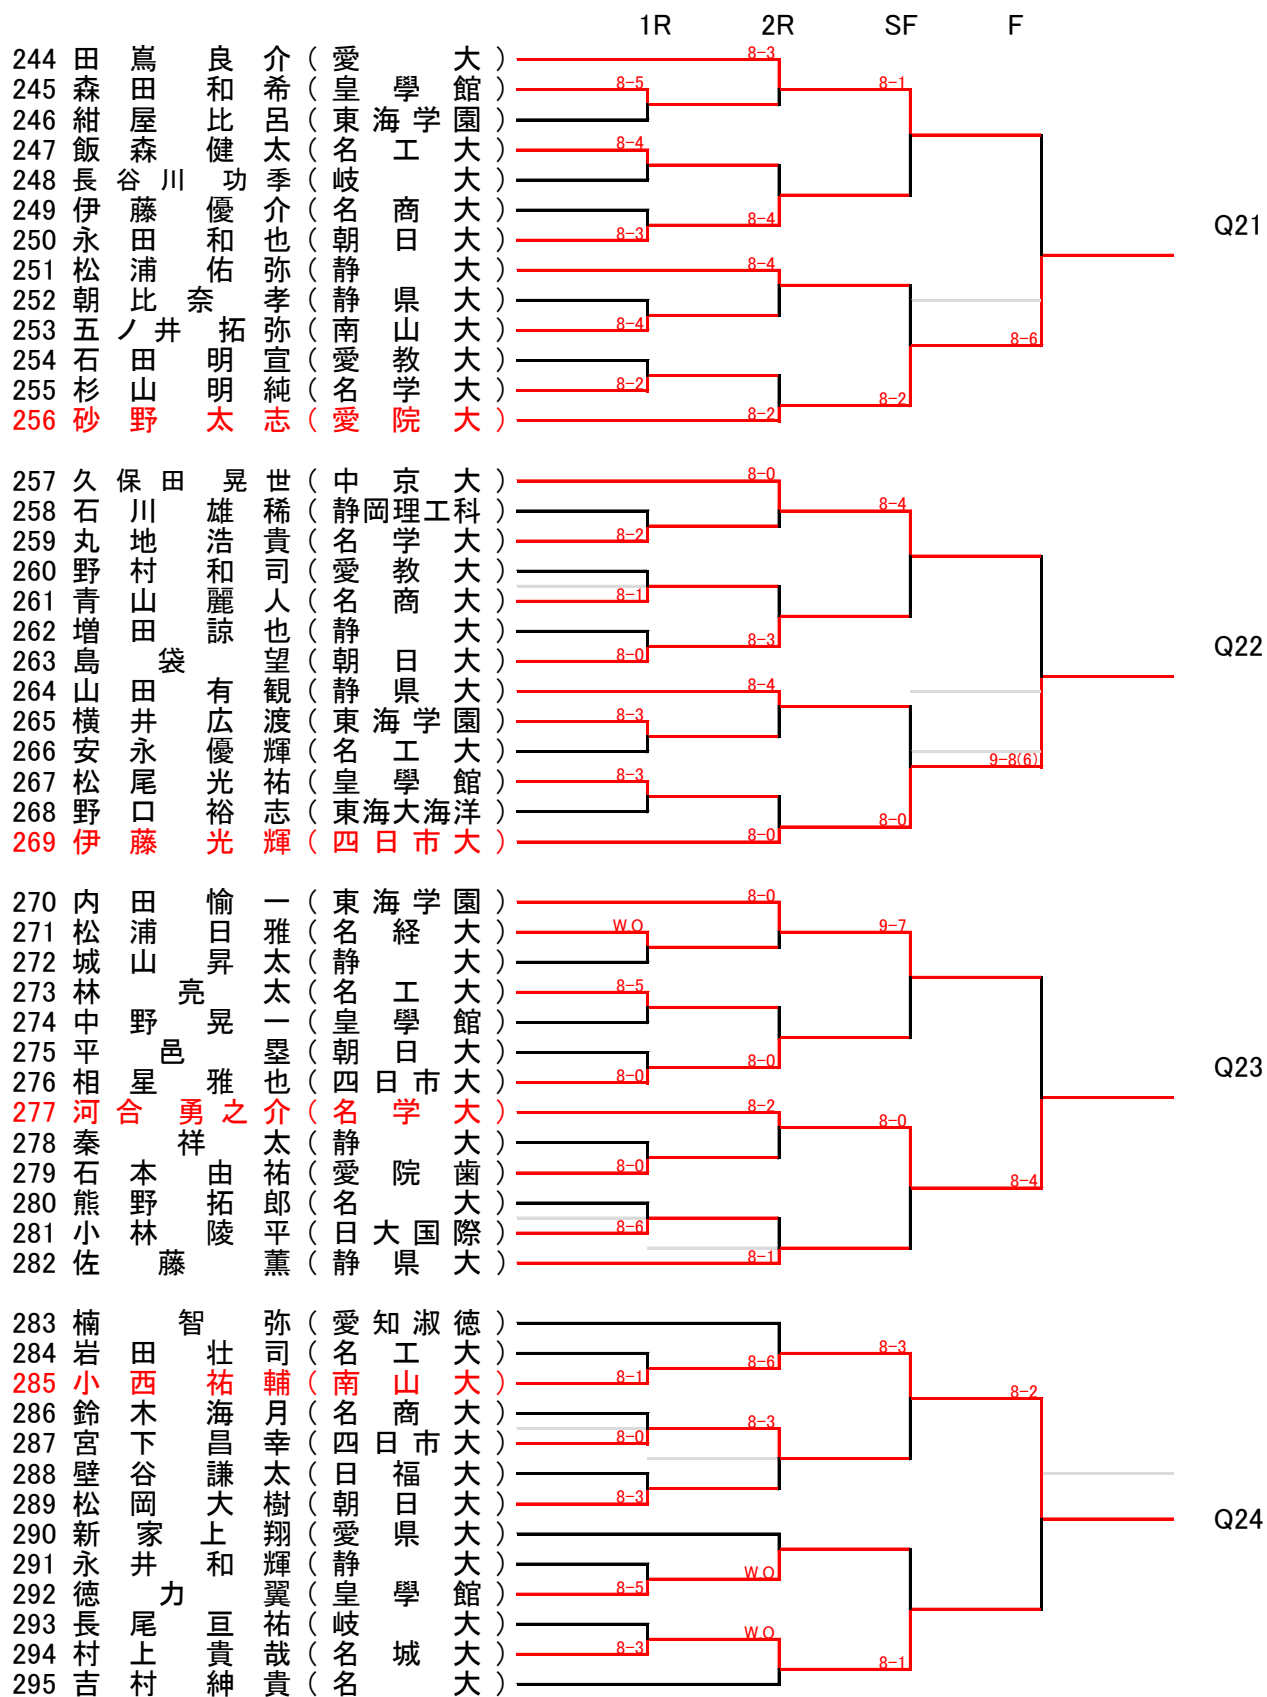 1R 2R SF F
244 田嶌良介(愛大) 8-3
245 森田和希(皇學館) 8-5 8-1
246 紺屋比呂(東海学園)
247 飯森健太(名工大) 8-4
248 長谷川功季(岐大)
249 伊藤優介(名商大) 8-4
250 永田和也(朝日大) 8-3
Q21
251 松浦佑弥(静大) 8-4
252 朝比奈孝(静県大)
253 五ノ井拓弥(南山大) 8-4 8-6
254 石田明宣(愛教大)
255 杉山明純(名学大) 8-2 8-2
256 砂野太志(愛院大) 8-2
257 久保田晃世(中京大) 8-0
258 石川雄稀(静岡理工科) 8-4
259 丸地浩貴(名学大) 8-2
260 野村和司(愛教大)
261 青山麗人(名商大) 8-1
262 増田諒也(静大) 8-3
263 島袋望(朝日大) 8-0
Q22
264 山田有観(静県大) 8-4
265 横井広渡(東海学園) 8-3
266 安永優輝(名工大) 9-8(6)
267 松尾光祐(皇學館) 8-3
268 野口裕志(東海大海洋) 8-0
269 伊藤光輝(四日市大) 8-0
270 内田愉一(東海学園) 8-0
271 松浦日雅(名経大) W.O 9-7
272 城山昇太(静大)
273 林亮太(名工大) 8-5
274 中野晃一(皇學館)
275 平邑塁(朝日大) 8-0
276 相星雅也(四日市大) 8-0
Q23
277 河合勇之介(名学大) 8-2 8-0
278 秦祥太(静大)
279 石本由祐(愛院歯) 8-0 8-4
280 熊野拓郎(名大)
281 小林陵平(日大国際) 8-6
282 佐藤薫(静県大) 8-1
283 楠智弥(愛知淑徳)
284 岩田壮司(名工大) 8-6 8-3
285 小西祐輔(南山大) 8-1 8-2
286 鈴木海月(名商大) 8-3
287 宮下昌幸(四日市大) 8-0
288 壁谷謙太(日福大)
289 松岡大樹(朝日大) 8-3
Q24
290 新家上翔(愛県大)
291 永井和輝(静大) W.O
292 徳力翼(皇學館) 8-5
293 長尾亘祐(岐大) W.O
294 村上貴哉(名城大) 8-3 8-1
295 吉村紳貴(名大)